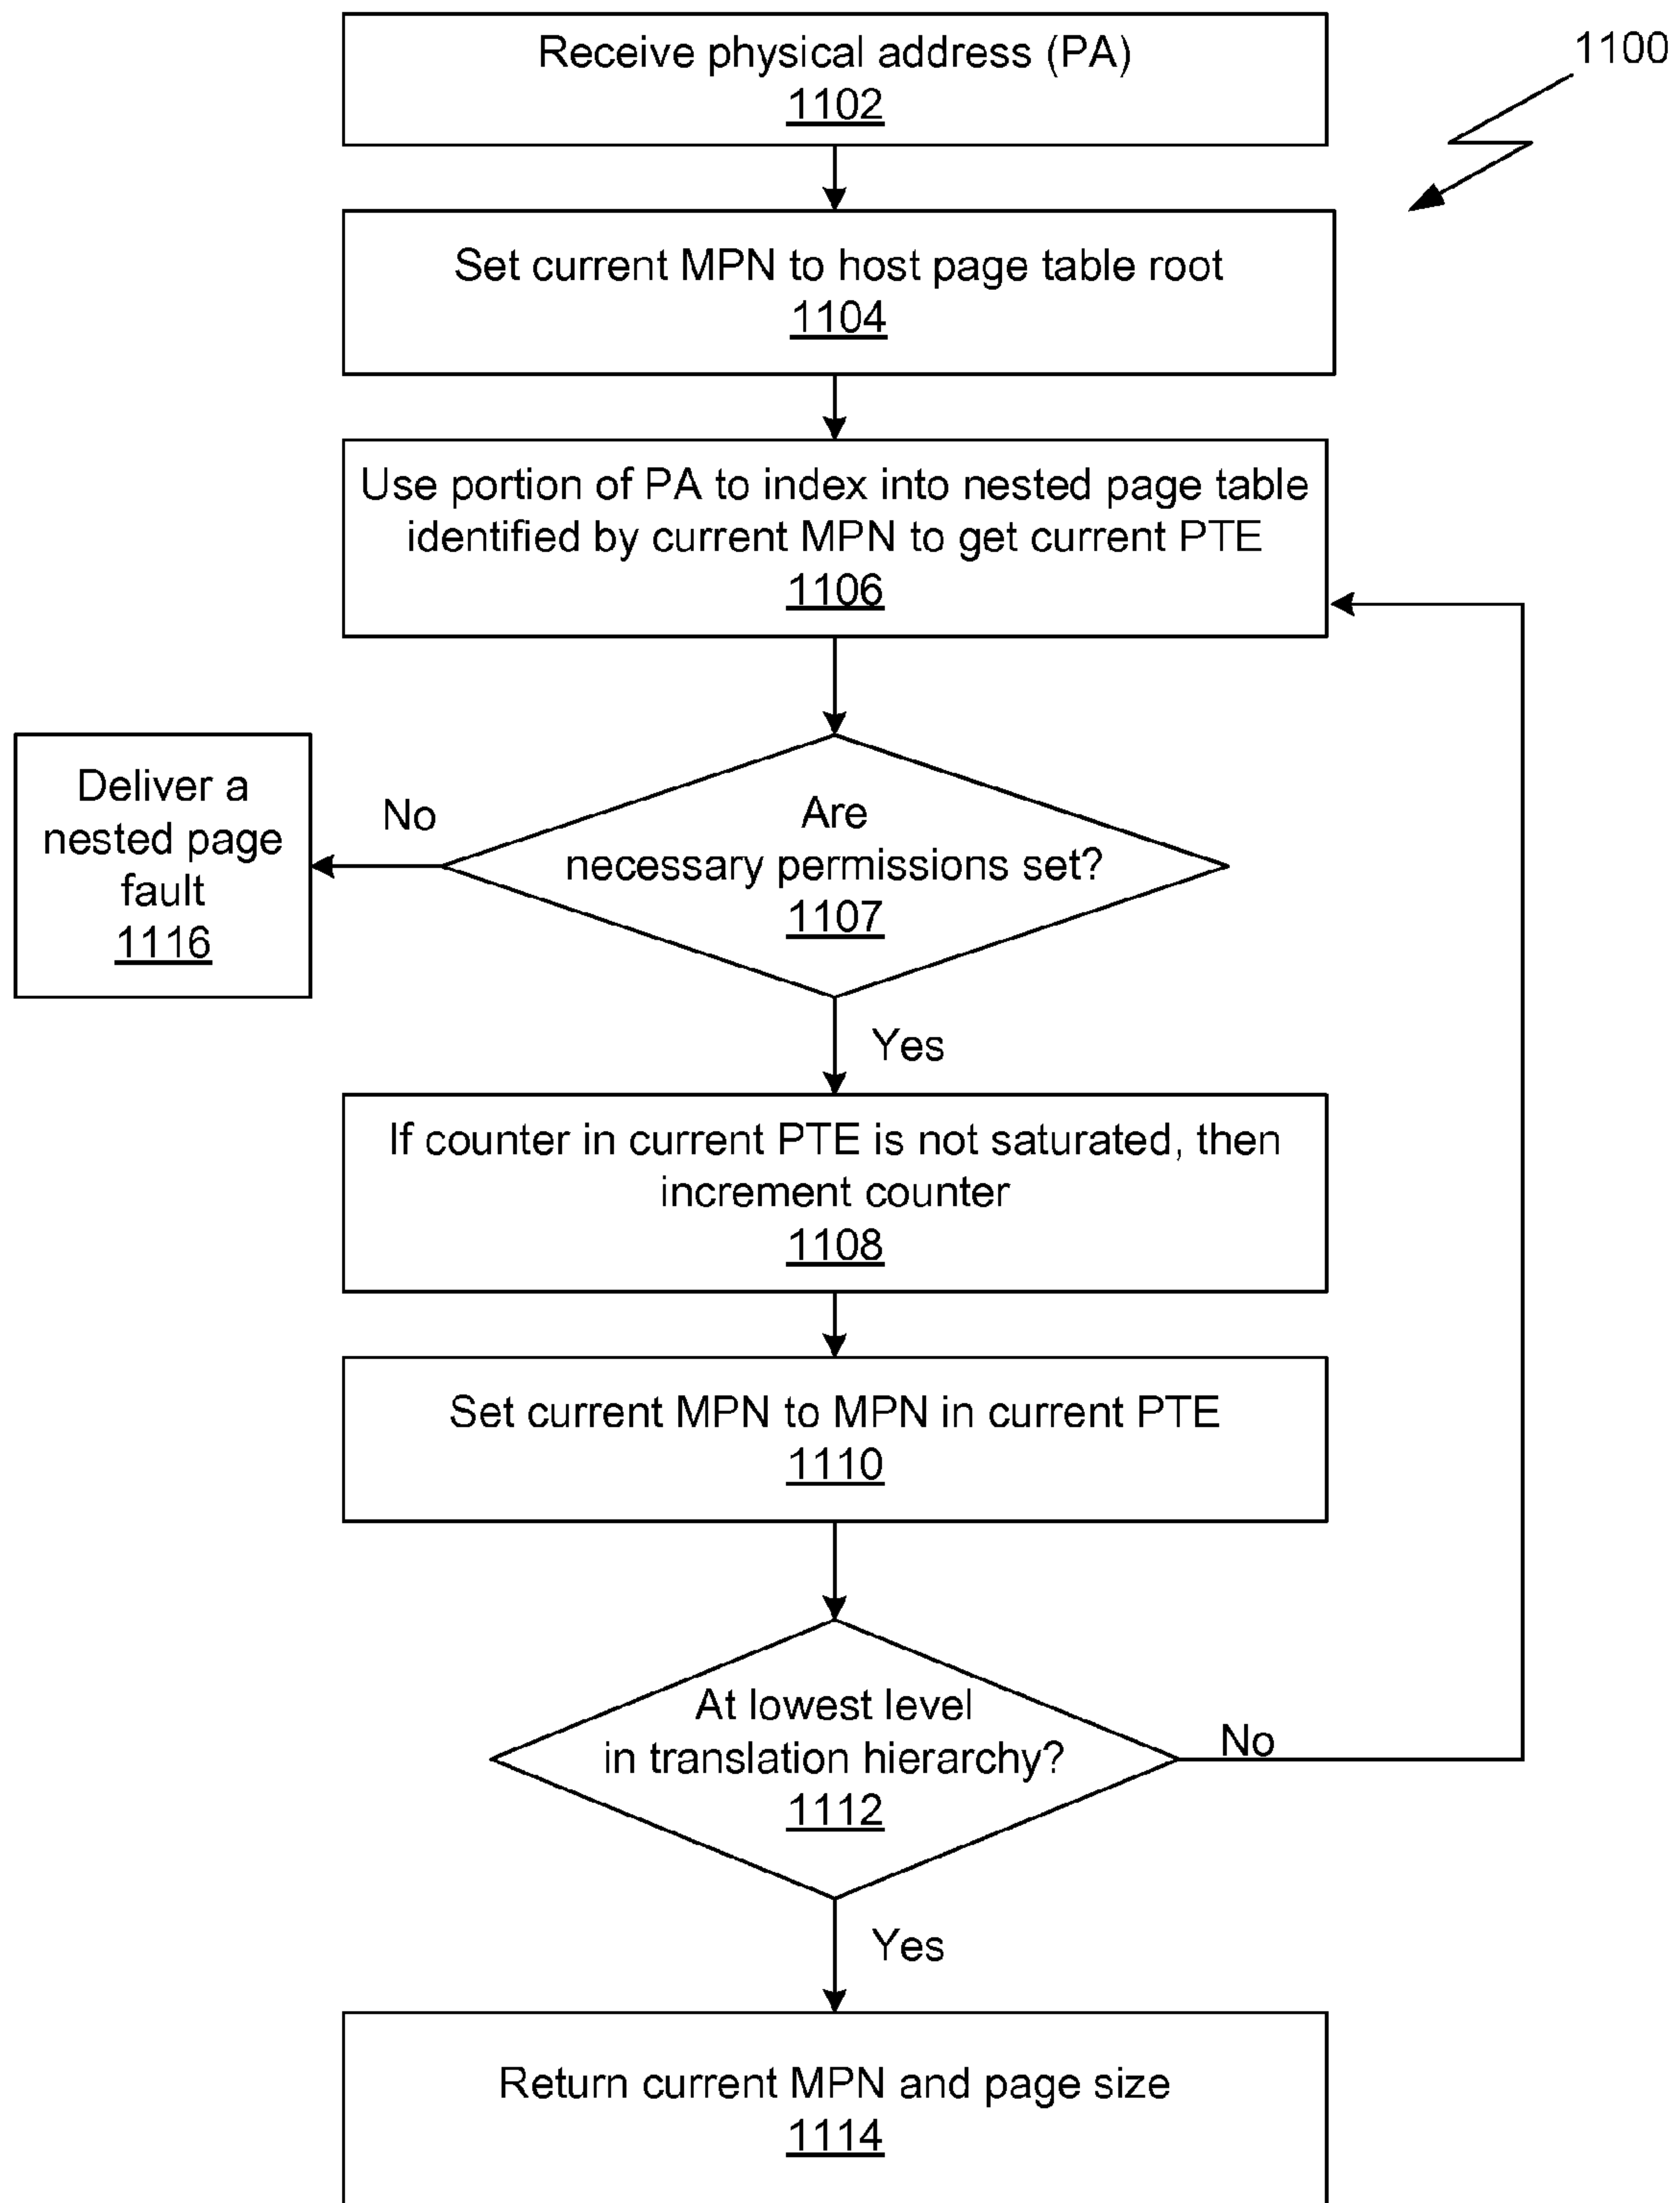 Receive physical address (PA)
1102
1100
Set current MPN to host page table root
1104
Use portion of PA to index into nested page table
identified by current MPN to get current PTE
1106
Are
necessary permissions set?
1107
No
Deliver a
nested page
fault
1116
Yes
If counter in current PTE is not saturated, then
increment counter
1108
Set current MPN to MPN in current PTE
1110
At lowest level
in translation hierarchy?
1112
No
Yes
Return current MPN and page size
1114